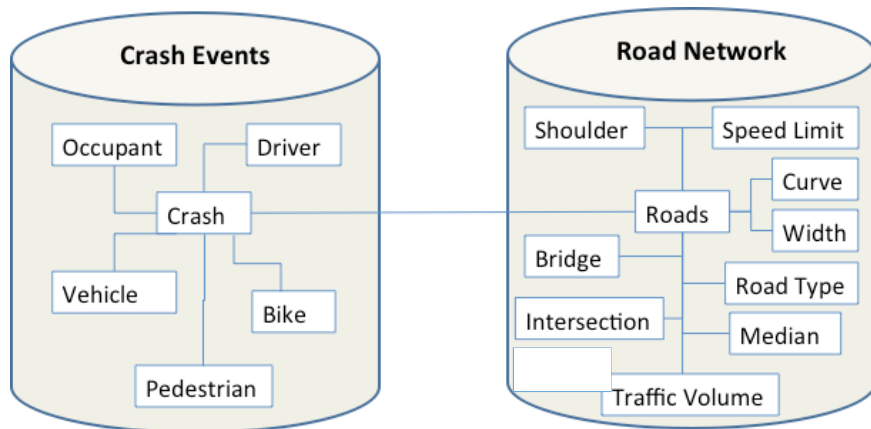 Crash Events
Occupant
Driver
Crash
Vehicle
Bike
Pedestrian
Road Network
Shoulder
Speed Limit
Curve
Roads
Width
Bridge
Road Type
Intersection
Median
Traffic Volume